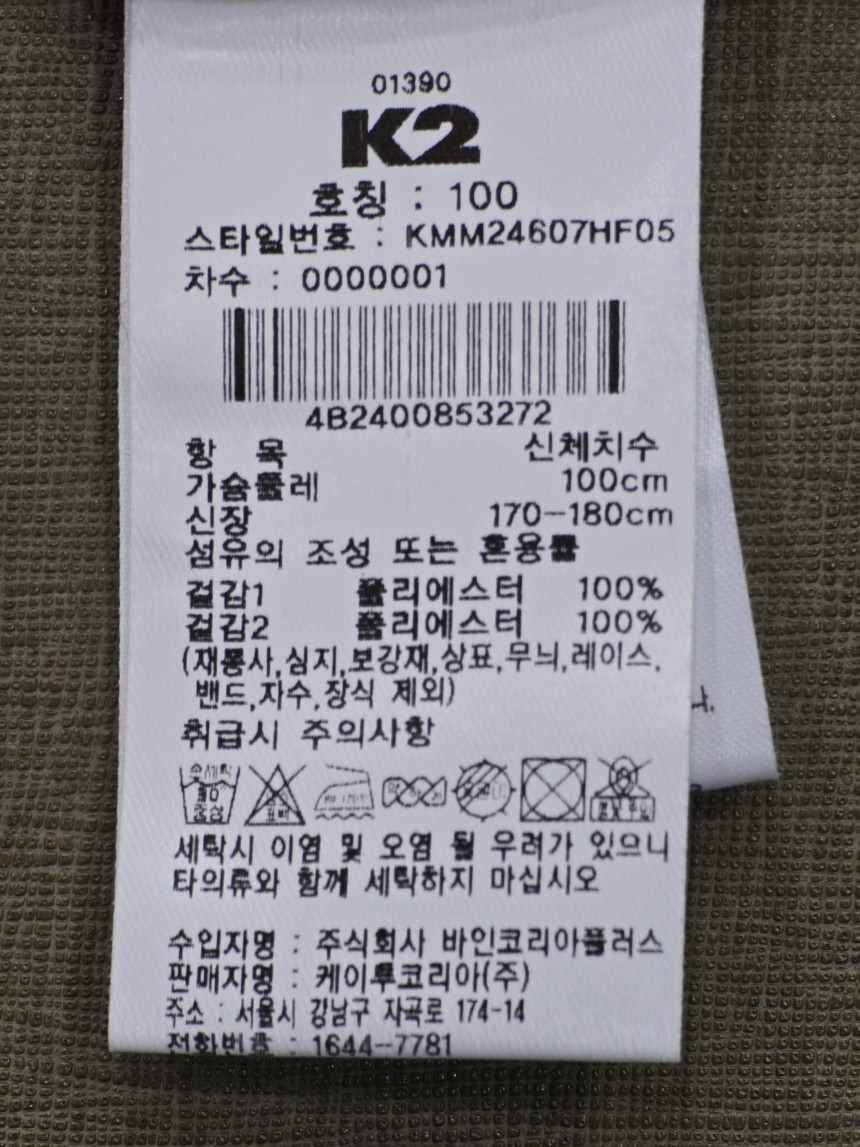 01390
K2
호칭 : 100
스타일번호 : KMM24607HF05
차수 : 0000001
4B2400853272
항 목 신체치수
가슴둘레 100cm
신장 170-180cm
섬유의 조성 또는 혼용률
겉감1 폴리에스터 100%
겉감2 폴리에스터 100%
(재봉사,심지,보강재,상표,무늬,레이스,
밴드,자수,장식 제외)
취급시 주의사항
손세탁
30
중성
세탁시 이염 및 오염 될 우려가 있으니
타의류와 함께 세탁하지 마십시오
수입자명 : 주식회사 바인코리아플러스
판매자명 : 케이투코리아(주)
주소 : 서울시 강남구 자곡로 174-14
전화번호 : 1644-7781